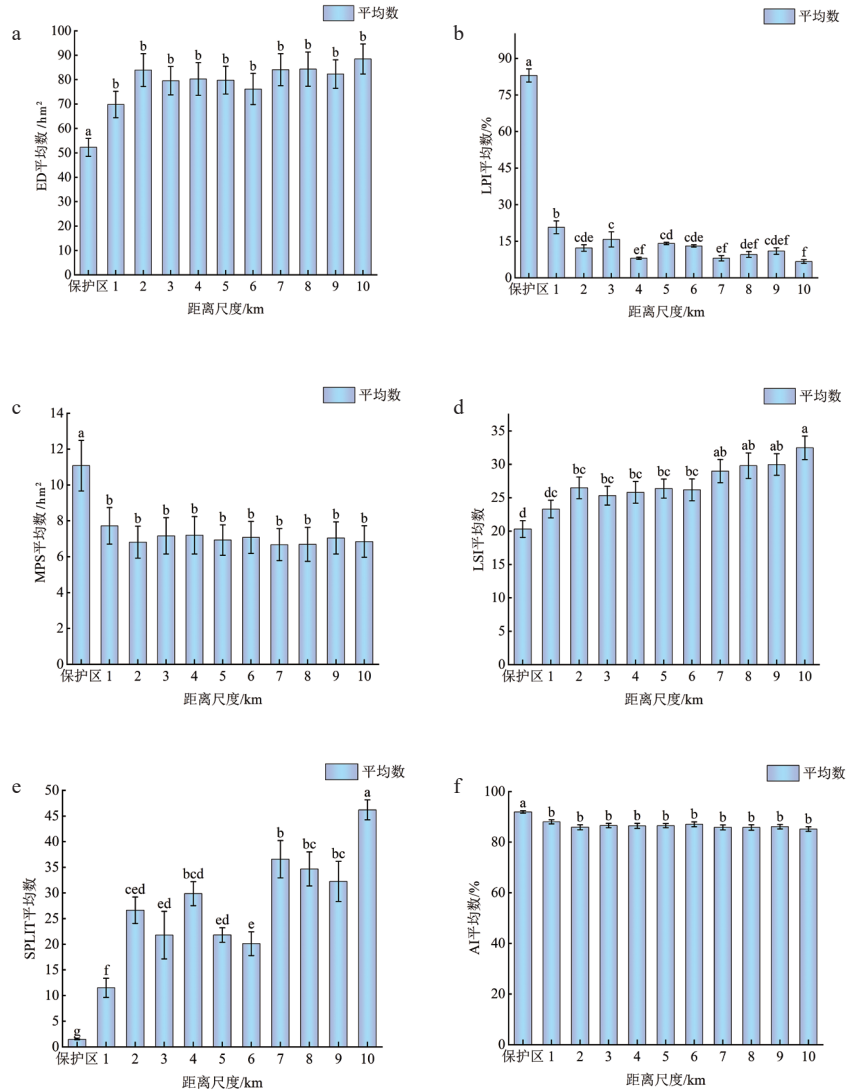 a
平均数
100
90
80
70
60
50
40
30
20
10
0
ED平均数 /hm²
a b b b b b b b b b b
保护区 1 2 3 4 5 6 7 8 9 10
距离尺度/km
b
平均数
90
75
60
45
30
15
0
LPI平均数/%
a b cde c ef cd cde ef def cdef f
保护区 1 2 3 4 5 6 7 8 9 10
距离尺度/km
c
平均数
14
12
10
8
6
4
2
0
MPS平均数 /hm²
a b b b b b b b b b b
保护区 1 2 3 4 5 6 7 8 9 10
距离尺度/km
d
平均数
35
30
25
20
15
10
5
0
LSI平均数
d dc bc bc bc bc bc ab ab ab a
保护区 1 2 3 4 5 6 7 8 9 10
距离尺度/km
e
平均数
50
45
40
35
30
25
20
15
10
5
0
SPLIT平均数
g f ced ed bcd ed e b bc bc a
保护区 1 2 3 4 5 6 7 8 9 10
距离尺度/km
f
平均数
100
80
60
40
20
0
AI平均数/%
a b b b b b b b b b b
保护区 1 2 3 4 5 6 7 8 9 10
距离尺度/km